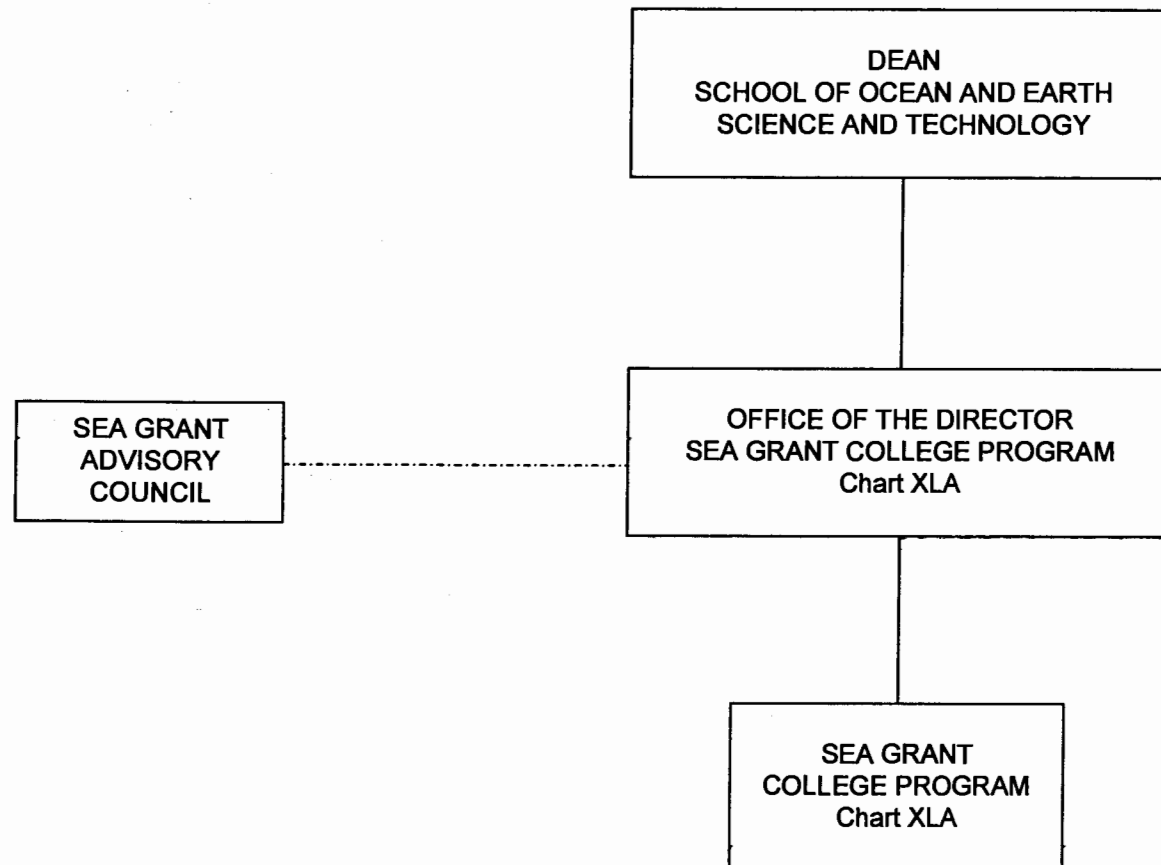 DEAN
SCHOOL OF OCEAN AND EARTH
SCIENCE AND TECHNOLOGY
SEA GRANT
ADVISORY
COUNCIL
OFFICE OF THE DIRECTOR
SEA GRANT COLLEGE PROGRAM
Chart XLA
SEA GRANT
COLLEGE PROGRAM
Chart XLA